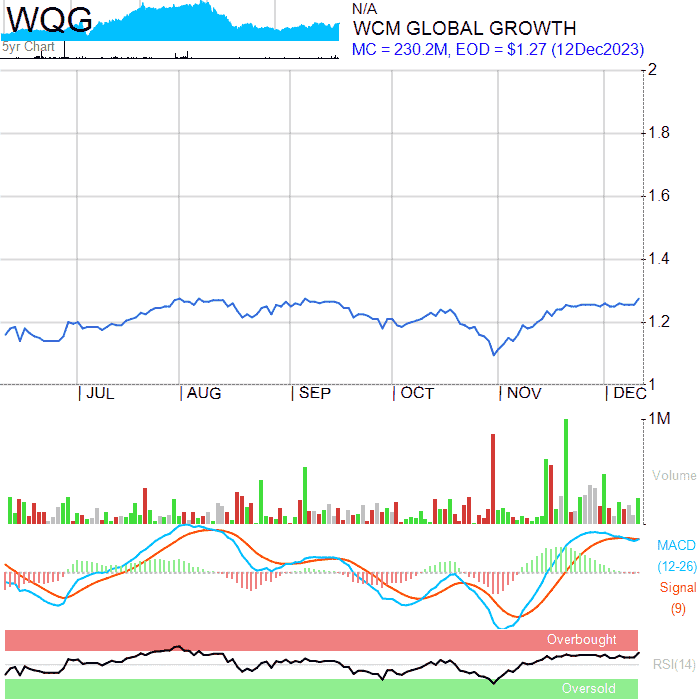 WQG
5yr Chart
N/A
WCM GLOBAL GROWTH
MC = 230.2M, EOD = $1.27 (12Dec2023)
2
1.8
1.6
1.4
1.2
1
JUL AUG SEP OCT NOV DEC
1M
Volume
MACD
(12-26)
Signal
(9)
Overbought
RSI(14)
Oversold